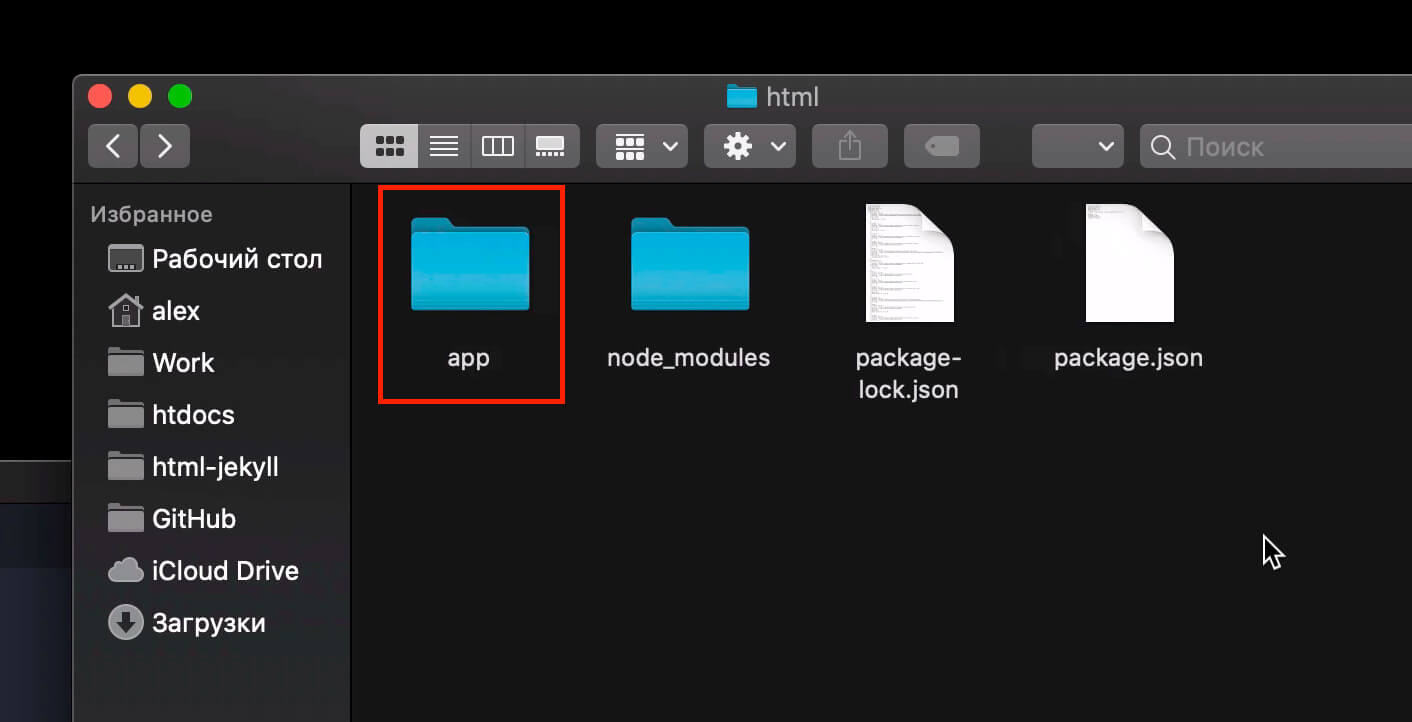 html
Поиск
Избранное
Рабочий стол
alex
Work
htdocs
html-jekyll
GitHub
iCloud Drive
Загрузки
app
node_modules
package-
lock.json
package.json